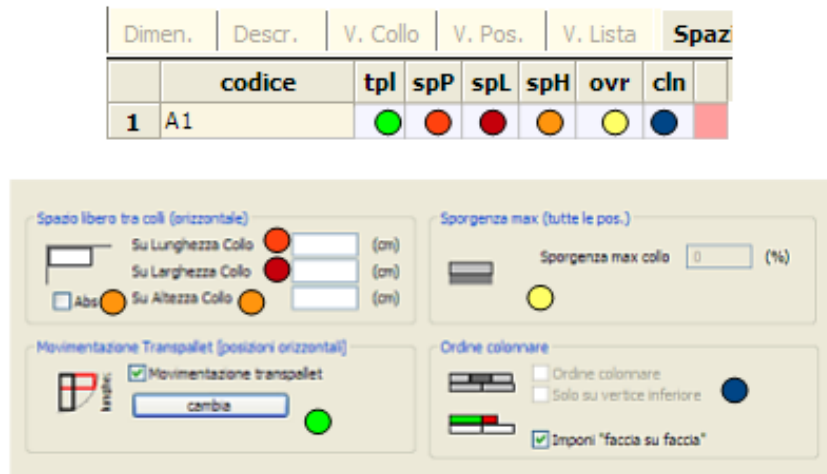 Dimen. Descr. V. Collo V. Pos. V. Lista Spazi
codice tpl spP spL spH ovr cln
1 A1
Spazio libero tra colli (orizzontale)
Su Lunghezza Collo (cm)
Su Larghezza Collo (cm)
Abs Su Altezza Collo (cm)
Sporgenza max (tutte le pos.)
Sporgenza max collo 0 (%)
Movimentazione Transpallet [posizioni orizzontali]
Movimentazione transpallet
cambia
Ordine colonnare
Ordine colonnare
Solo su vertice inferiore
Imponi "faccia su faccia"